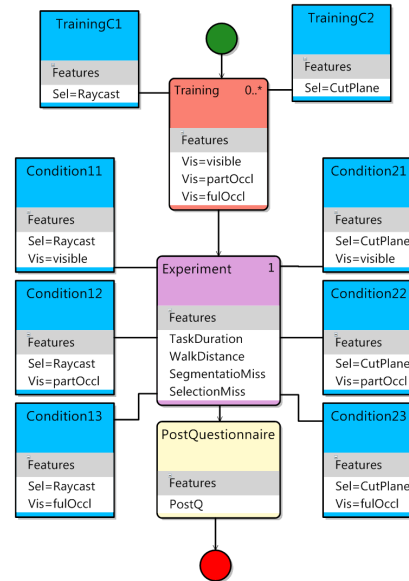 TrainingC1
Features
Sel=Raycast
TrainingC2
Features
Sel=CutPlane
Training 0..*
Features
Vis=visible
Vis=partOccl
Vis=fulOccl
Condition11
Features
Sel=Raycast
Vis=visible
Condition21
Features
Sel=CutPlane
Vis=visible
Experiment 1
Features
TaskDuration
WalkDistance
SegmentatioMiss
SelectionMiss
Condition12
Features
Sel=Raycast
Vis=partOccl
Condition22
Features
Sel=CutPlane
Vis=partOccl
Condition13
Features
Sel=Raycast
Vis=fulOccl
Condition23
Features
Sel=CutPlane
Vis=fulOccl
PostQuestionnaire
Features
PostQ